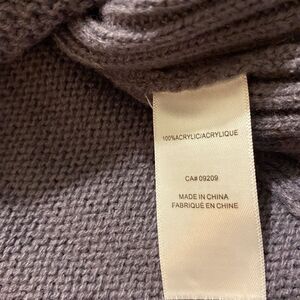 100%ACRYLIC/ACRYLIQUE
CA# 09209
MADE IN CHINA
FABRIQUÉ EN CHINE